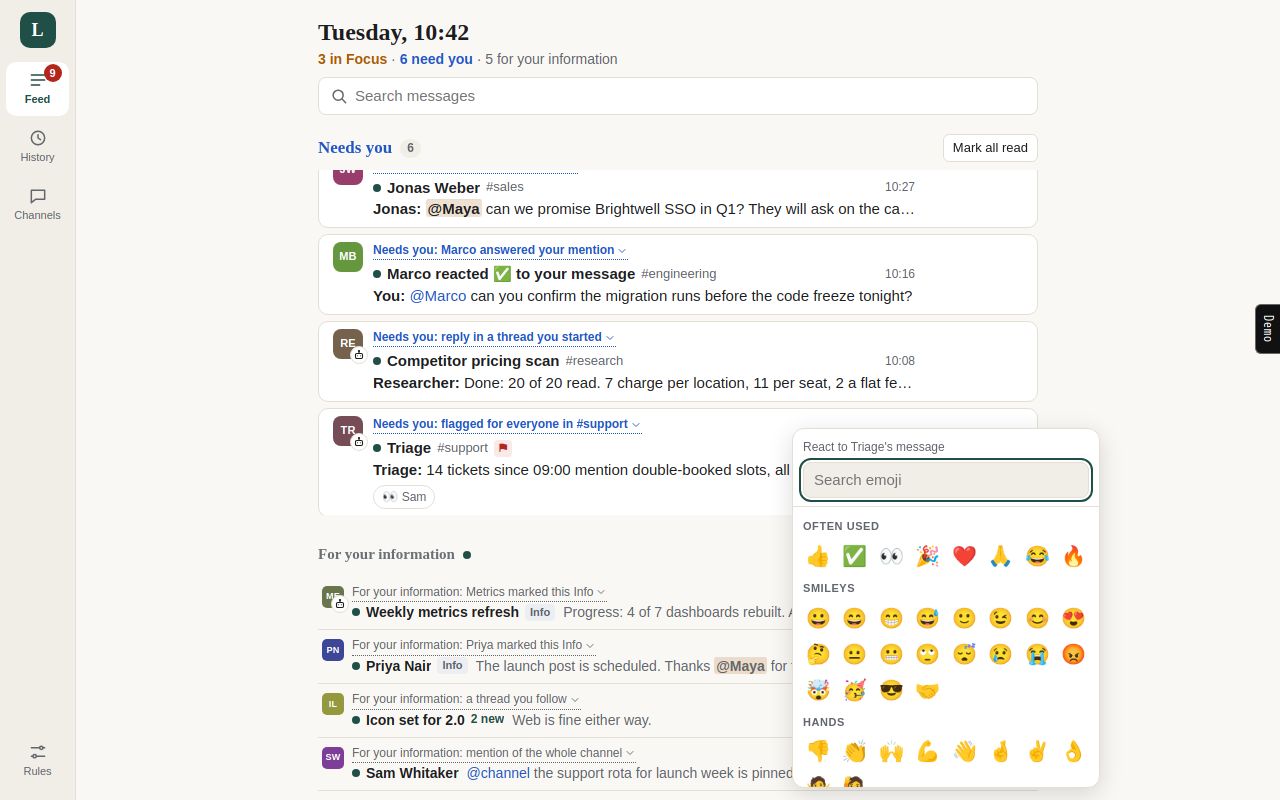 L
Tuesday, 10:42
3 in Focus · 6 need you · 5 for your information
Search messages
9
Feed
History
Channels
Rules
Needs you 6
Mark all read
Jonas Weber #sales 10:27
Jonas: @Maya can we promise Brightwell SSO in Q1? They will ask on the ca…
MB
Needs you: Marco answered your mention
Marco reacted ✅ to your message #engineering 10:16
You: @Marco can you confirm the migration runs before the code freeze tonight?
RE
Needs you: reply in a thread you started
Competitor pricing scan #research 10:08
Researcher: Done: 20 of 20 read. 7 charge per location, 11 per seat, 2 a flat fe…
TR
Needs you: flagged for everyone in #support
Triage #support
Triage: 14 tickets since 09:00 mention double-booked slots, all
👀 Sam
For your information
For your information: Metrics marked this Info
Weekly metrics refresh Info Progress: 4 of 7 dashboards rebuilt.
PN
For your information: Priya marked this Info
Priya Nair Info The launch post is scheduled. Thanks @Maya for
IL
For your information: a thread you follow
Icon set for 2.0 2 new Web is fine either way.
SW
For your information: mention of the whole channel
Sam Whitaker @channel the support rota for launch week is pinned
React to Triage's message
Search emoji
OFTEN USED
SMILEYS
HANDS
Demo